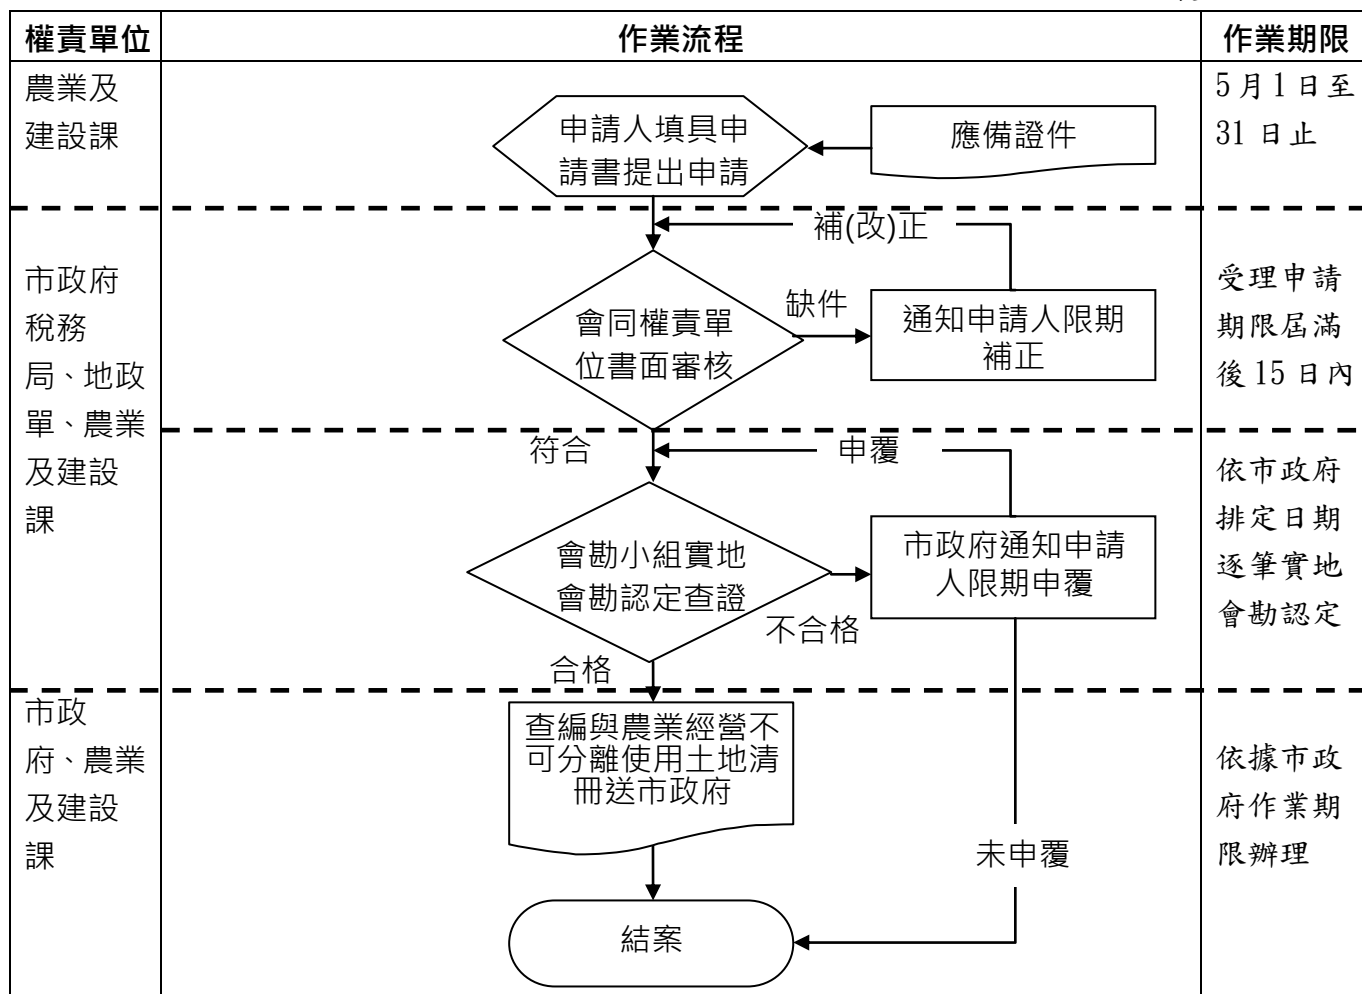 權責單位
作業流程
作業期限
農業及
建設課
申請人填具申
請書提出申請
應備證件
5月1日至
31日止
補(改)正
市政府
稅務
局、地政
單、農業
及建設
課
會同權責單
位書面審核
缺件
通知申請人限期
補正
受理申請
期限屆滿
後15日內
符合
申覆
會勘小組實地
會勘認定查證
不合格
市政府通知申請
人限期申覆
依市政府
排定日期
逐筆實地
會勘認定
合格
市政
府、農業
及建設
課
查編與農業經營不
可分離使用土地清
冊送市政府
未申覆
依據市政
府作業期
限辦理
結案